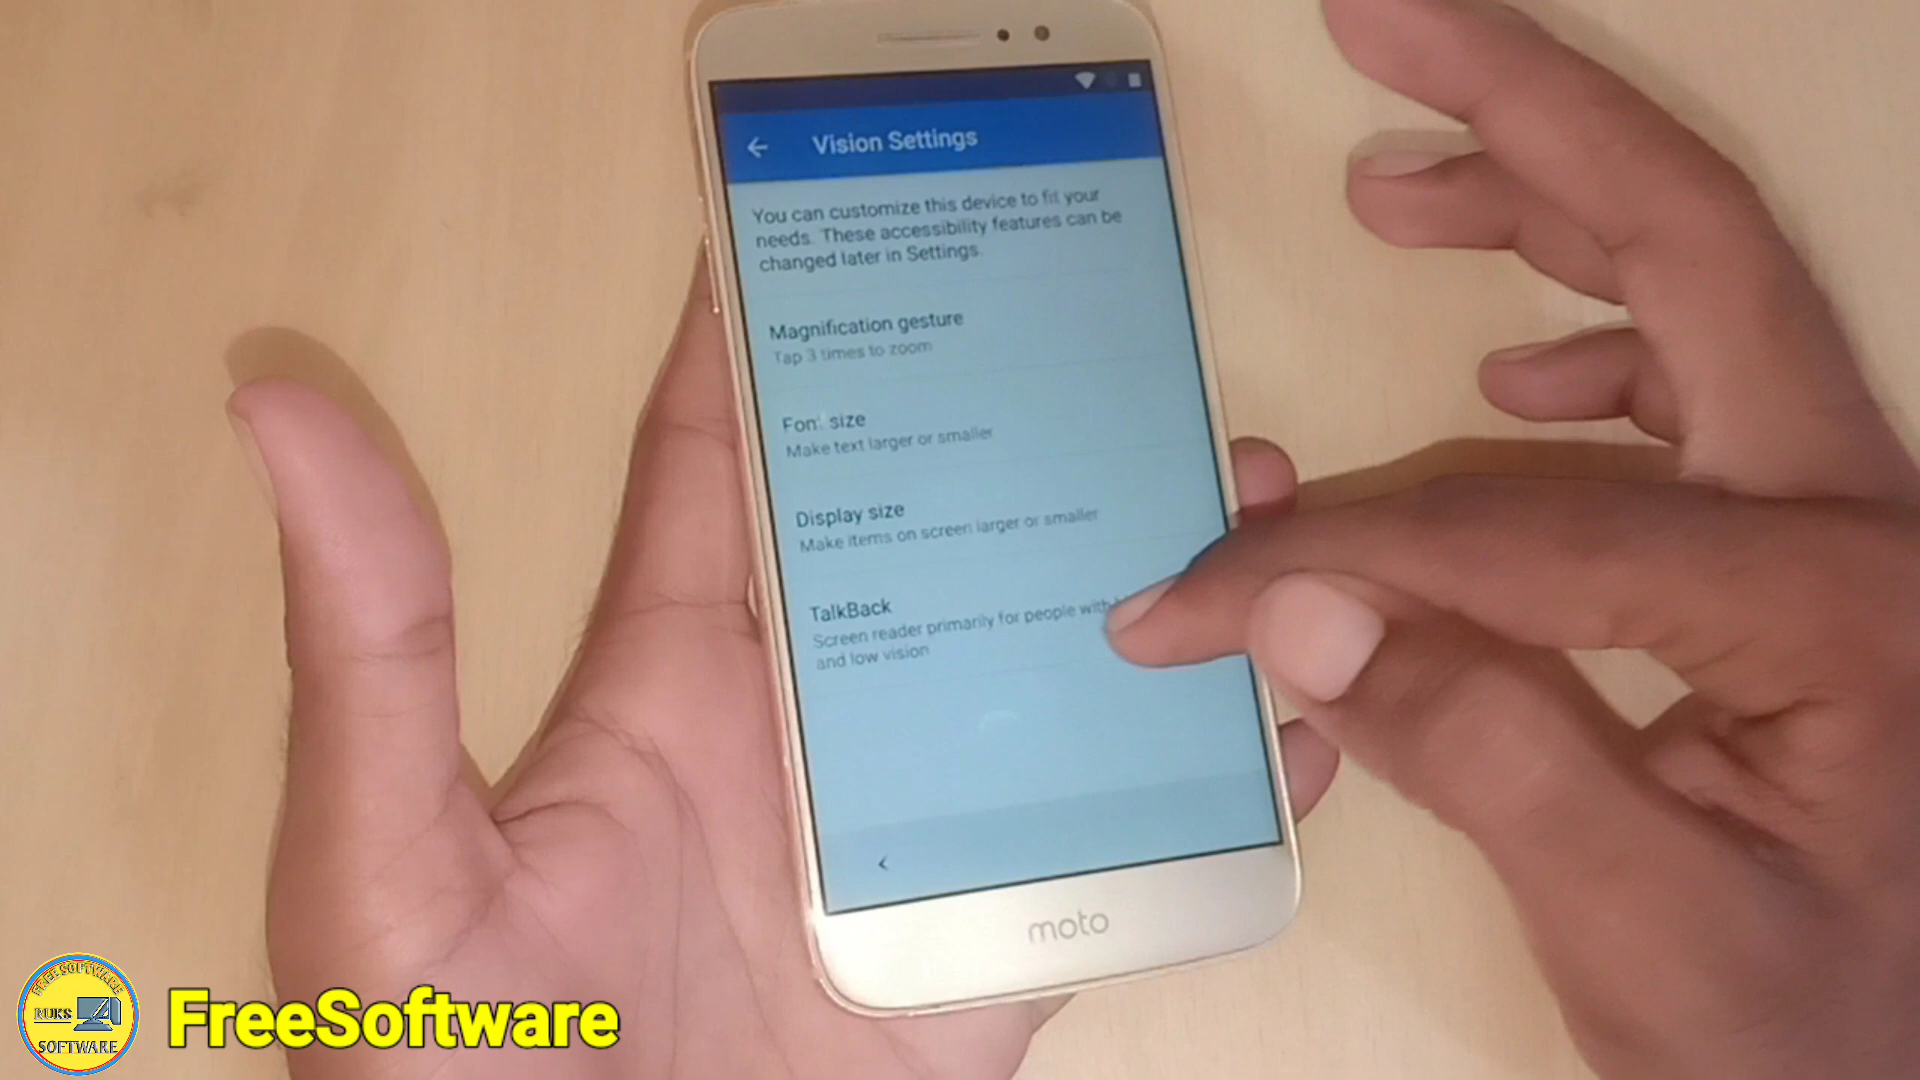 Vision Settings
You can customize this device to fit your
needs. These accessibility features can be
changed later in Settings.
Magnification gesture
Tap 3 times to zoom
Font size
Make text larger or smaller
Display size
Make items on screen larger or smaller
TalkBack
Screen reader primarily for people with
and low vision
moto
FREE SOFTWARE
RUKS
SOFTWARE
FreeSoftware